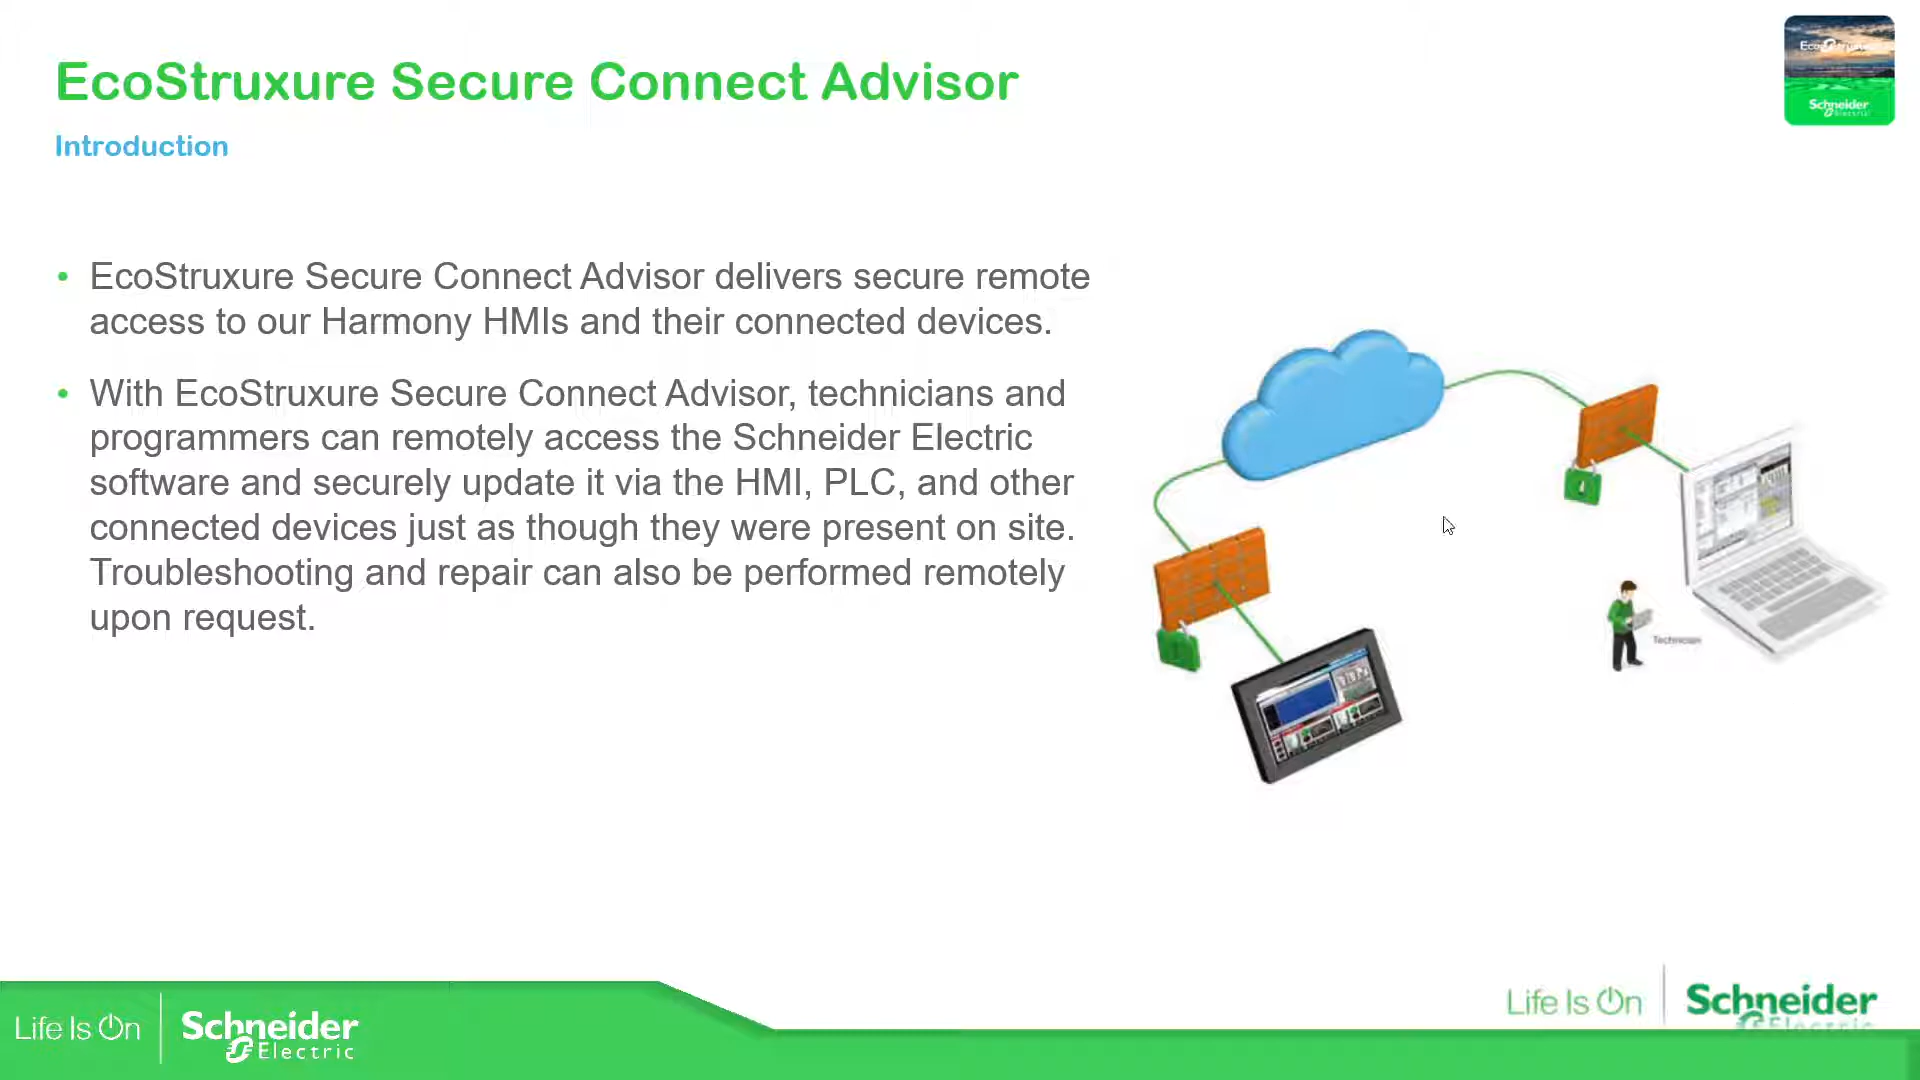 EcoStruxure Secure Connect Advisor
Introduction
• EcoStruxure Secure Connect Advisor delivers secure remote
access to our Harmony HMIs and their connected devices.
• With EcoStruxure Secure Connect Advisor, technicians and
programmers can remotely access the Schneider Electric
software and securely update it via the HMI, PLC, and other
connected devices just as though they were present on site.
Troubleshooting and repair can also be performed remotely
upon request.
EcoStruxure
Schneider
Electric
Technician
Life Is On
Schneider
Electric
Life Is On
Schneider
Electric